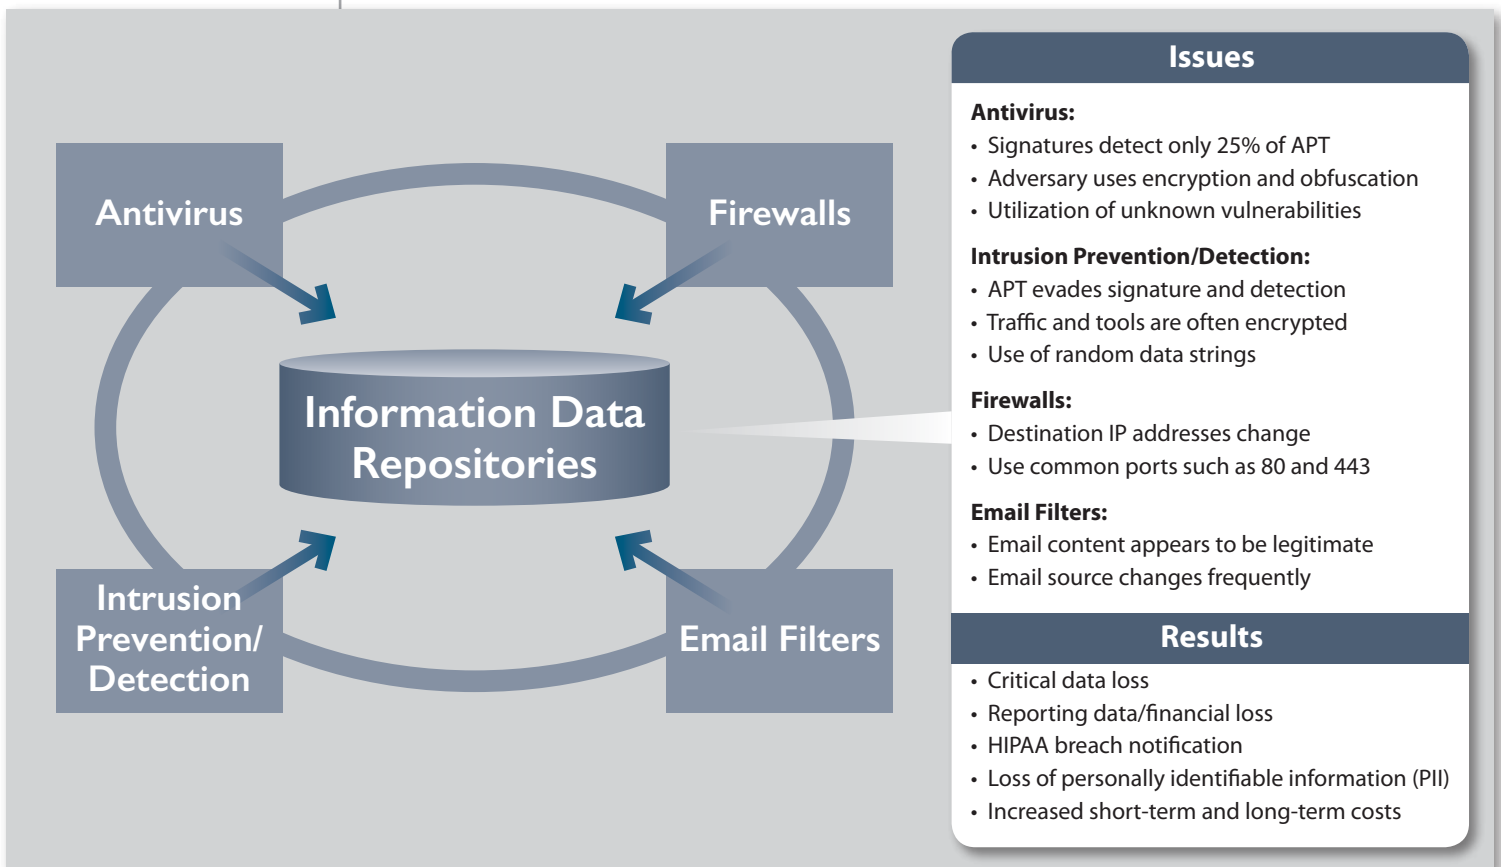 Antivirus
Firewalls
Information Data
Repositories
Intrusion
Prevention/
Detection
Email Filters
Issues
Antivirus:
• Signatures detect only 25% of APT
• Adversary uses encryption and obfuscation
• Utilization of unknown vulnerabilities
Intrusion Prevention/Detection:
• APT evades signature and detection
• Traffic and tools are often encrypted
• Use of random data strings
Firewalls:
• Destination IP addresses change
• Use common ports such as 80 and 443
Email Filters:
• Email content appears to be legitimate
• Email source changes frequently
Results
• Critical data loss
• Reporting data/financial loss
• HIPAA breach notification
• Loss of personally identifiable information (PII)
• Increased short-term and long-term costs